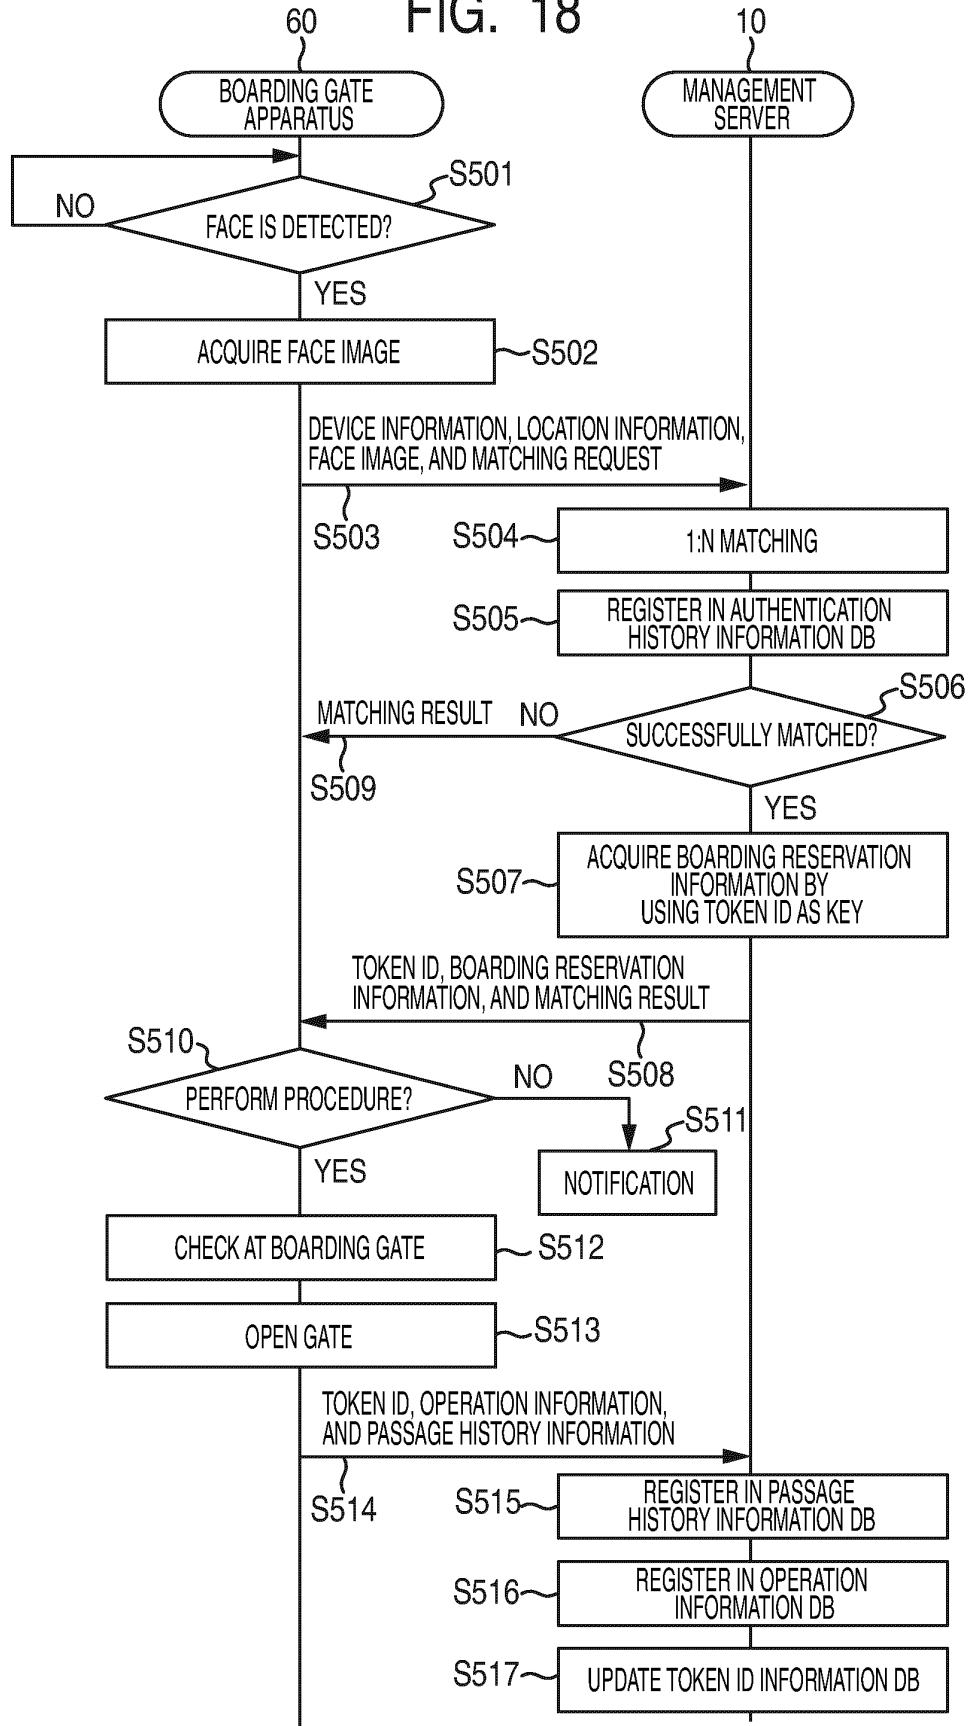 FIG. 18
60
10
BOARDING GATE
APPARATUS
MANAGEMENT
SERVER
S501
NO
FACE IS DETECTED?
YES
ACQUIRE FACE IMAGE
S502
DEVICE INFORMATION, LOCATION INFORMATION,
FACE IMAGE, AND MATCHING REQUEST
S503
S504
1:N MATCHING
S505
REGISTER IN AUTHENTICATION
HISTORY INFORMATION DB
S506
MATCHING RESULT
NO
SUCCESSFULLY MATCHED?
S509
YES
S507
ACQUIRE BOARDING RESERVATION
INFORMATION BY
USING TOKEN ID AS KEY
TOKEN ID, BOARDING RESERVATION
INFORMATION, AND MATCHING RESULT
S508
S510
PERFORM PROCEDURE?
NO
S511
NOTIFICATION
YES
CHECK AT BOARDING GATE
S512
OPEN GATE
S513
TOKEN ID, OPERATION INFORMATION,
AND PASSAGE HISTORY INFORMATION
S514
S515
REGISTER IN PASSAGE
HISTORY INFORMATION DB
S516
REGISTER IN OPERATION
INFORMATION DB
S517
UPDATE TOKEN ID INFORMATION DB